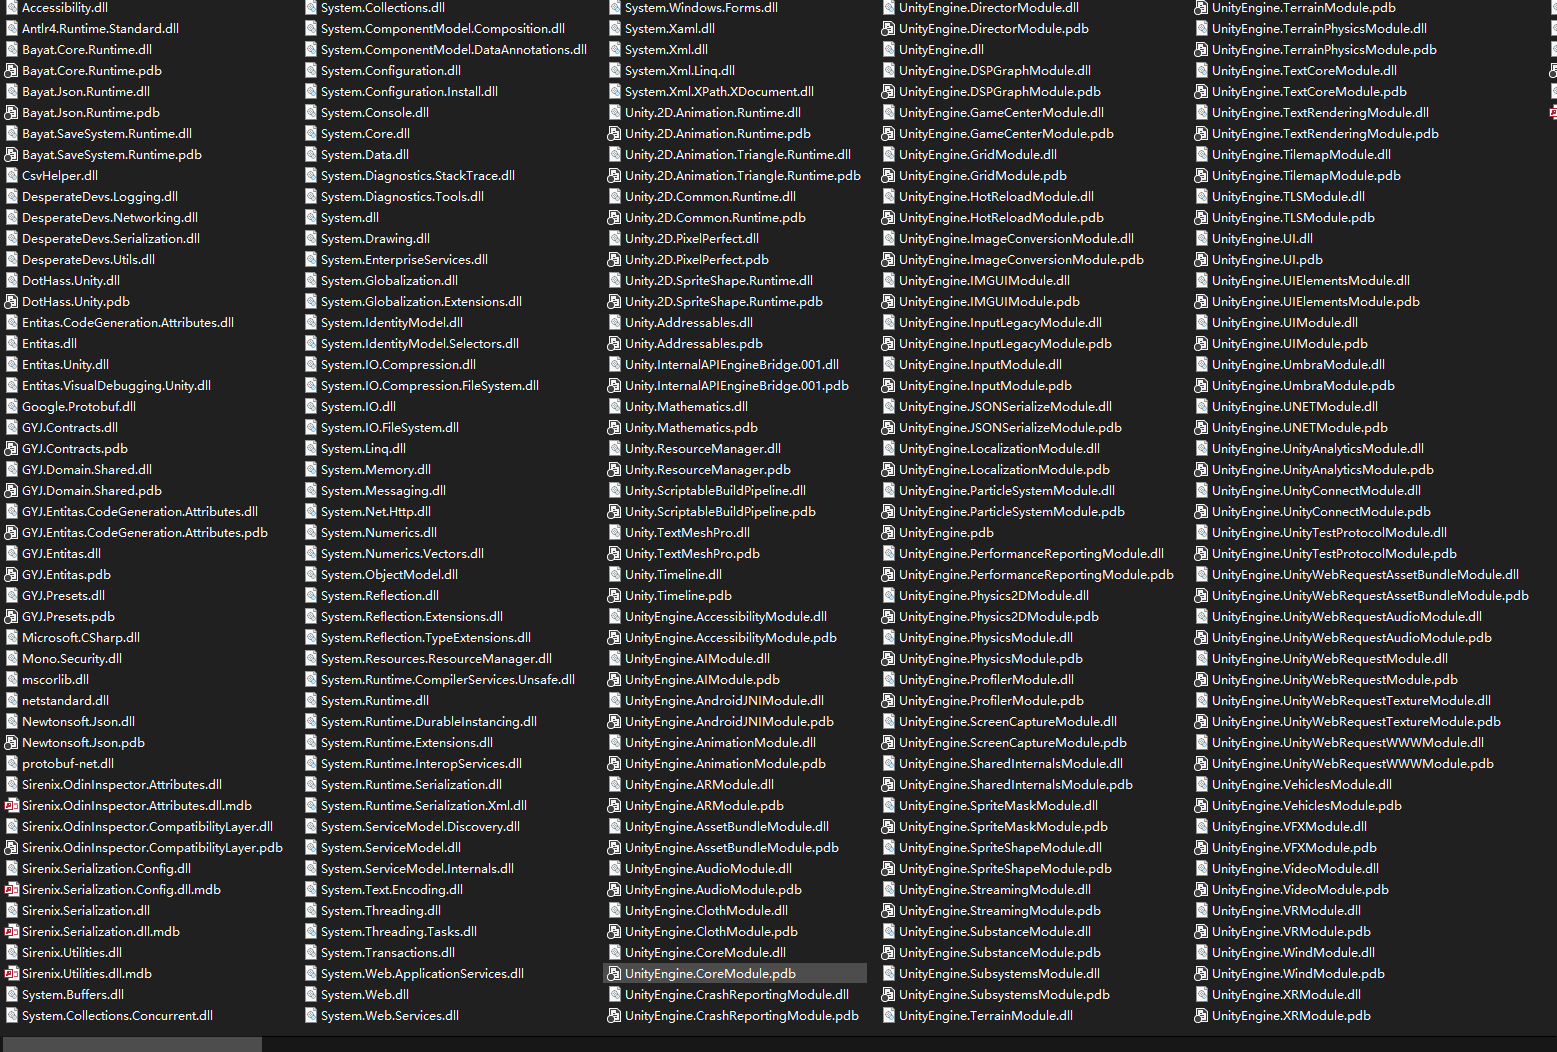 Accessibility.dll
Antlr4.Runtime.Standard.dll
Bayat.Core.Runtime.dll
Bayat.Core.Runtime.pdb
Bayat.Json.Runtime.dll
Bayat.Json.Runtime.pdb
Bayat.SaveSystem.Runtime.dll
Bayat.SaveSystem.Runtime.pdb
CsvHelper.dll
DesperateDevs.Logging.dll
DesperateDevs.Networking.dll
DesperateDevs.Serialization.dll
DesperateDevs.Utils.dll
DotHass.Unity.dll
DotHass.Unity.pdb
Entitas.CodeGeneration.Attributes.dll
Entitas.dll
Entitas.Unity.dll
Entitas.VisualDebugging.Unity.dll
Google.Protobuf.dll
GYJ.Contracts.dll
GYJ.Contracts.pdb
GYJ.Domain.Shared.dll
GYJ.Domain.Shared.pdb
GYJ.Entitas.CodeGeneration.Attributes.dll
GYJ.Entitas.CodeGeneration.Attributes.pdb
GYJ.Entitas.dll
GYJ.Entitas.pdb
GYJ.Presets.dll
GYJ.Presets.pdb
Microsoft.CSharp.dll
Mono.Security.dll
mscorlib.dll
netstandard.dll
Newtonsoft.Json.dll
Newtonsoft.Json.pdb
protobuf-net.dll
Sirenix.OdinInspector.Attributes.dll
Sirenix.OdinInspector.Attributes.dll.mdb
Sirenix.OdinInspector.CompatibilityLayer.dll
Sirenix.OdinInspector.CompatibilityLayer.pdb
Sirenix.Serialization.Config.dll
Sirenix.Serialization.Config.dll.mdb
Sirenix.Serialization.dll
Sirenix.Serialization.dll.mdb
Sirenix.Utilities.dll
Sirenix.Utilities.dll.mdb
System.Buffers.dll
System.Collections.Concurrent.dll
System.Collections.dll
System.ComponentModel.Composition.dll
System.ComponentModel.DataAnnotations.dll
System.Configuration.dll
System.Configuration.Install.dll
System.Console.dll
System.Core.dll
System.Data.dll
System.Diagnostics.StackTrace.dll
System.Diagnostics.Tools.dll
System.dll
System.Drawing.dll
System.EnterpriseServices.dll
System.Globalization.dll
System.Globalization.Extensions.dll
System.IdentityModel.dll
System.IdentityModel.Selectors.dll
System.IO.Compression.dll
System.IO.Compression.FileSystem.dll
System.IO.dll
System.IO.FileSystem.dll
System.Linq.dll
System.Memory.dll
System.Messaging.dll
System.Net.Http.dll
System.Numerics.dll
System.Numerics.Vectors.dll
System.ObjectModel.dll
System.Reflection.dll
System.Reflection.Extensions.dll
System.Reflection.TypeExtensions.dll
System.Resources.ResourceManager.dll
System.Runtime.CompilerServices.Unsafe.dll
System.Runtime.dll
System.Runtime.DurableInstancing.dll
System.Runtime.Extensions.dll
System.Runtime.InteropServices.dll
System.Runtime.Serialization.dll
System.Runtime.Serialization.Xml.dll
System.ServiceModel.Discovery.dll
System.ServiceModel.dll
System.ServiceModel.Internals.dll
System.Text.Encoding.dll
System.Threading.dll
System.Threading.Tasks.dll
System.Transactions.dll
System.Web.ApplicationServices.dll
System.Web.dll
System.Web.Services.dll
System.Windows.Forms.dll
System.Xaml.dll
System.Xml.dll
System.Xml.Linq.dll
System.Xml.XPath.XDocument.dll
Unity.2D.Animation.Runtime.dll
Unity.2D.Animation.Runtime.pdb
Unity.2D.Animation.Triangle.Runtime.dll
Unity.2D.Animation.Triangle.Runtime.pdb
Unity.2D.Common.Runtime.dll
Unity.2D.Common.Runtime.pdb
Unity.2D.PixelPerfect.dll
Unity.2D.PixelPerfect.pdb
Unity.2D.SpriteShape.Runtime.dll
Unity.2D.SpriteShape.Runtime.pdb
Unity.Addressables.dll
Unity.Addressables.pdb
Unity.InternalAPIEngineBridge.001.dll
Unity.InternalAPIEngineBridge.001.pdb
Unity.Mathematics.dll
Unity.Mathematics.pdb
Unity.ResourceManager.dll
Unity.ResourceManager.pdb
Unity.ScriptableBuildPipeline.dll
Unity.ScriptableBuildPipeline.pdb
Unity.TextMeshPro.dll
Unity.TextMeshPro.pdb
Unity.Timeline.dll
Unity.Timeline.pdb
UnityEngine.AccessibilityModule.dll
UnityEngine.AccessibilityModule.pdb
UnityEngine.AIModule.dll
UnityEngine.AIModule.pdb
UnityEngine.AndroidJNIModule.dll
UnityEngine.AndroidJNIModule.pdb
UnityEngine.AnimationModule.dll
UnityEngine.AnimationModule.pdb
UnityEngine.ARModule.dll
UnityEngine.ARModule.pdb
UnityEngine.AssetBundleModule.dll
UnityEngine.AssetBundleModule.pdb
UnityEngine.AudioModule.dll
UnityEngine.AudioModule.pdb
UnityEngine.ClothModule.dll
UnityEngine.ClothModule.pdb
UnityEngine.CoreModule.dll
UnityEngine.CoreModule.pdb
UnityEngine.CrashReportingModule.dll
UnityEngine.CrashReportingModule.pdb
UnityEngine.DirectorModule.dll
UnityEngine.DirectorModule.pdb
UnityEngine.dll
UnityEngine.DSPGraphModule.dll
UnityEngine.DSPGraphModule.pdb
UnityEngine.GameCenterModule.dll
UnityEngine.GameCenterModule.pdb
UnityEngine.GridModule.dll
UnityEngine.GridModule.pdb
UnityEngine.HotReloadModule.dll
UnityEngine.HotReloadModule.pdb
UnityEngine.ImageConversionModule.dll
UnityEngine.ImageConversionModule.pdb
UnityEngine.IMGUIModule.dll
UnityEngine.IMGUIModule.pdb
UnityEngine.InputLegacyModule.dll
UnityEngine.InputLegacyModule.pdb
UnityEngine.InputModule.dll
UnityEngine.InputModule.pdb
UnityEngine.JSONSerializeModule.dll
UnityEngine.JSONSerializeModule.pdb
UnityEngine.LocalizationModule.dll
UnityEngine.LocalizationModule.pdb
UnityEngine.ParticleSystemModule.dll
UnityEngine.ParticleSystemModule.pdb
UnityEngine.pdb
UnityEngine.PerformanceReportingModule.dll
UnityEngine.PerformanceReportingModule.pdb
UnityEngine.Physics2DModule.dll
UnityEngine.Physics2DModule.pdb
UnityEngine.PhysicsModule.dll
UnityEngine.PhysicsModule.pdb
UnityEngine.ProfilerModule.dll
UnityEngine.ProfilerModule.pdb
UnityEngine.ScreenCaptureModule.dll
UnityEngine.ScreenCaptureModule.pdb
UnityEngine.SharedInternalsModule.dll
UnityEngine.SharedInternalsModule.pdb
UnityEngine.SpriteMaskModule.dll
UnityEngine.SpriteMaskModule.pdb
UnityEngine.SpriteShapeModule.dll
UnityEngine.SpriteShapeModule.pdb
UnityEngine.StreamingModule.dll
UnityEngine.StreamingModule.pdb
UnityEngine.SubstanceModule.dll
UnityEngine.SubstanceModule.pdb
UnityEngine.SubsystemsModule.dll
UnityEngine.SubsystemsModule.pdb
UnityEngine.TerrainModule.dll
UnityEngine.TerrainModule.pdb
UnityEngine.TerrainPhysicsModule.dll
UnityEngine.TerrainPhysicsModule.pdb
UnityEngine.TextCoreModule.dll
UnityEngine.TextCoreModule.pdb
UnityEngine.TextRenderingModule.dll
UnityEngine.TextRenderingModule.pdb
UnityEngine.TilemapModule.dll
UnityEngine.TilemapModule.pdb
UnityEngine.TLSModule.dll
UnityEngine.TLSModule.pdb
UnityEngine.UI.dll
UnityEngine.UI.pdb
UnityEngine.UIElementsModule.dll
UnityEngine.UIElementsModule.pdb
UnityEngine.UIModule.dll
UnityEngine.UIModule.pdb
UnityEngine.UmbraModule.dll
UnityEngine.UmbraModule.pdb
UnityEngine.UNETModule.dll
UnityEngine.UNETModule.pdb
UnityEngine.UnityAnalyticsModule.dll
UnityEngine.UnityAnalyticsModule.pdb
UnityEngine.UnityConnectModule.dll
UnityEngine.UnityConnectModule.pdb
UnityEngine.UnityTestProtocolModule.dll
UnityEngine.UnityTestProtocolModule.pdb
UnityEngine.UnityWebRequestAssetBundleModule.dll
UnityEngine.UnityWebRequestAssetBundleModule.pdb
UnityEngine.UnityWebRequestAudioModule.dll
UnityEngine.UnityWebRequestAudioModule.pdb
UnityEngine.UnityWebRequestModule.dll
UnityEngine.UnityWebRequestModule.pdb
UnityEngine.UnityWebRequestTextureModule.dll
UnityEngine.UnityWebRequestTextureModule.pdb
UnityEngine.UnityWebRequestWWWModule.dll
UnityEngine.UnityWebRequestWWWModule.pdb
UnityEngine.VehiclesModule.dll
UnityEngine.VehiclesModule.pdb
UnityEngine.VFXModule.dll
UnityEngine.VFXModule.pdb
UnityEngine.VideoModule.dll
UnityEngine.VideoModule.pdb
UnityEngine.VRModule.dll
UnityEngine.VRModule.pdb
UnityEngine.WindModule.dll
UnityEngine.WindModule.pdb
UnityEngine.XRModule.dll
UnityEngine.XRModule.pdb